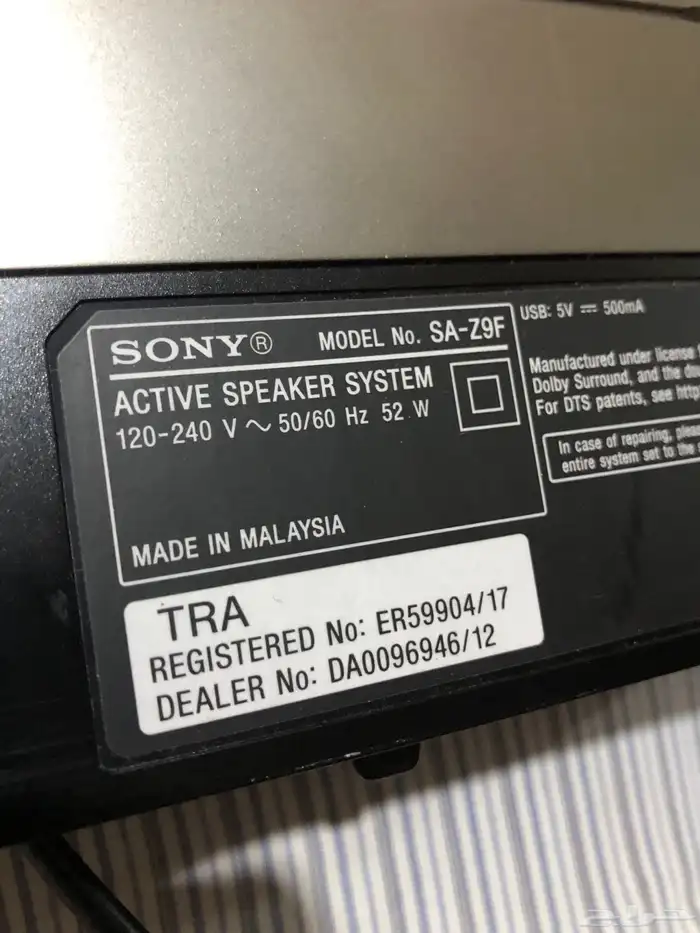 SONY® MODEL No. SA-Z9F
ACTIVE SPEAKER SYSTEM
120-240 V ~ 50/60 Hz 52 W
MADE IN MALAYSIA
USB: 5V ⎓ 500mA
Manufactured under license
Dolby Surround, and the
For DTS patents, see
In case of repairing,
entire system set to the
TRA
REGISTERED No: ER59904/17
DEALER No: DA0096946/12
حراج